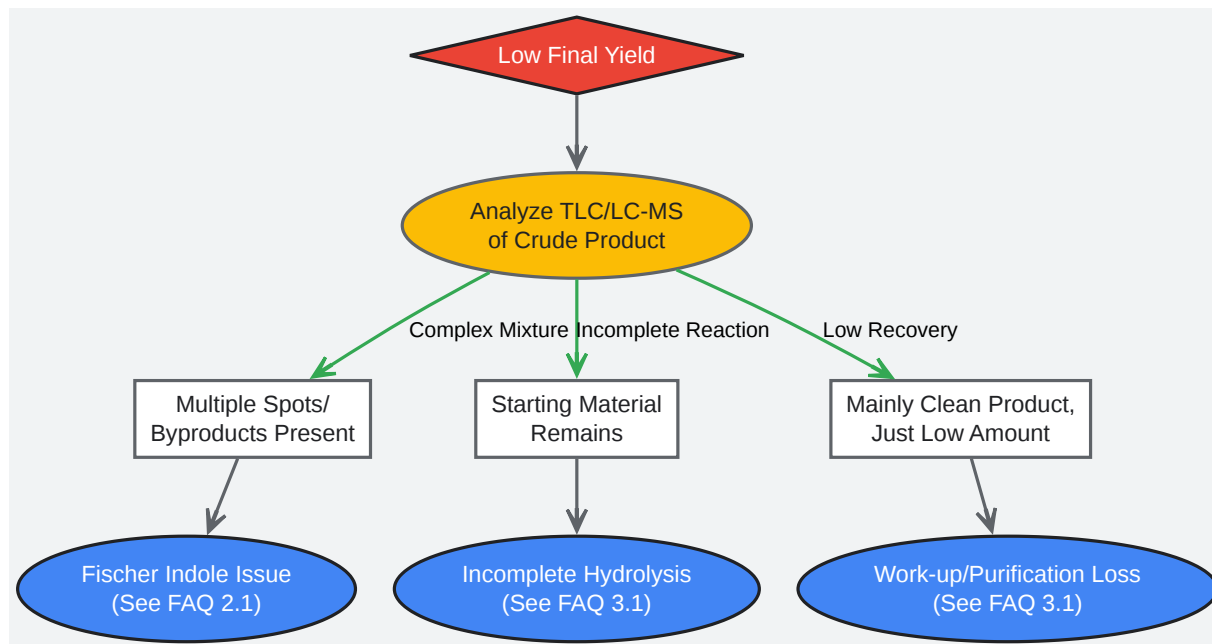 Low Final Yield
Analyze TLC/LC-MS
of Crude Product
Complex Mixture
Incomplete Reaction
Low Recovery
Multiple Spots/
Byproducts Present
Starting Material
Remains
Mainly Clean Product,
Just Low Amount
Fischer Indole Issue
(See FAQ 2.1)
Incomplete Hydrolysis
(See FAQ 3.1)
Work-up/Purification Loss
(See FAQ 3.1)